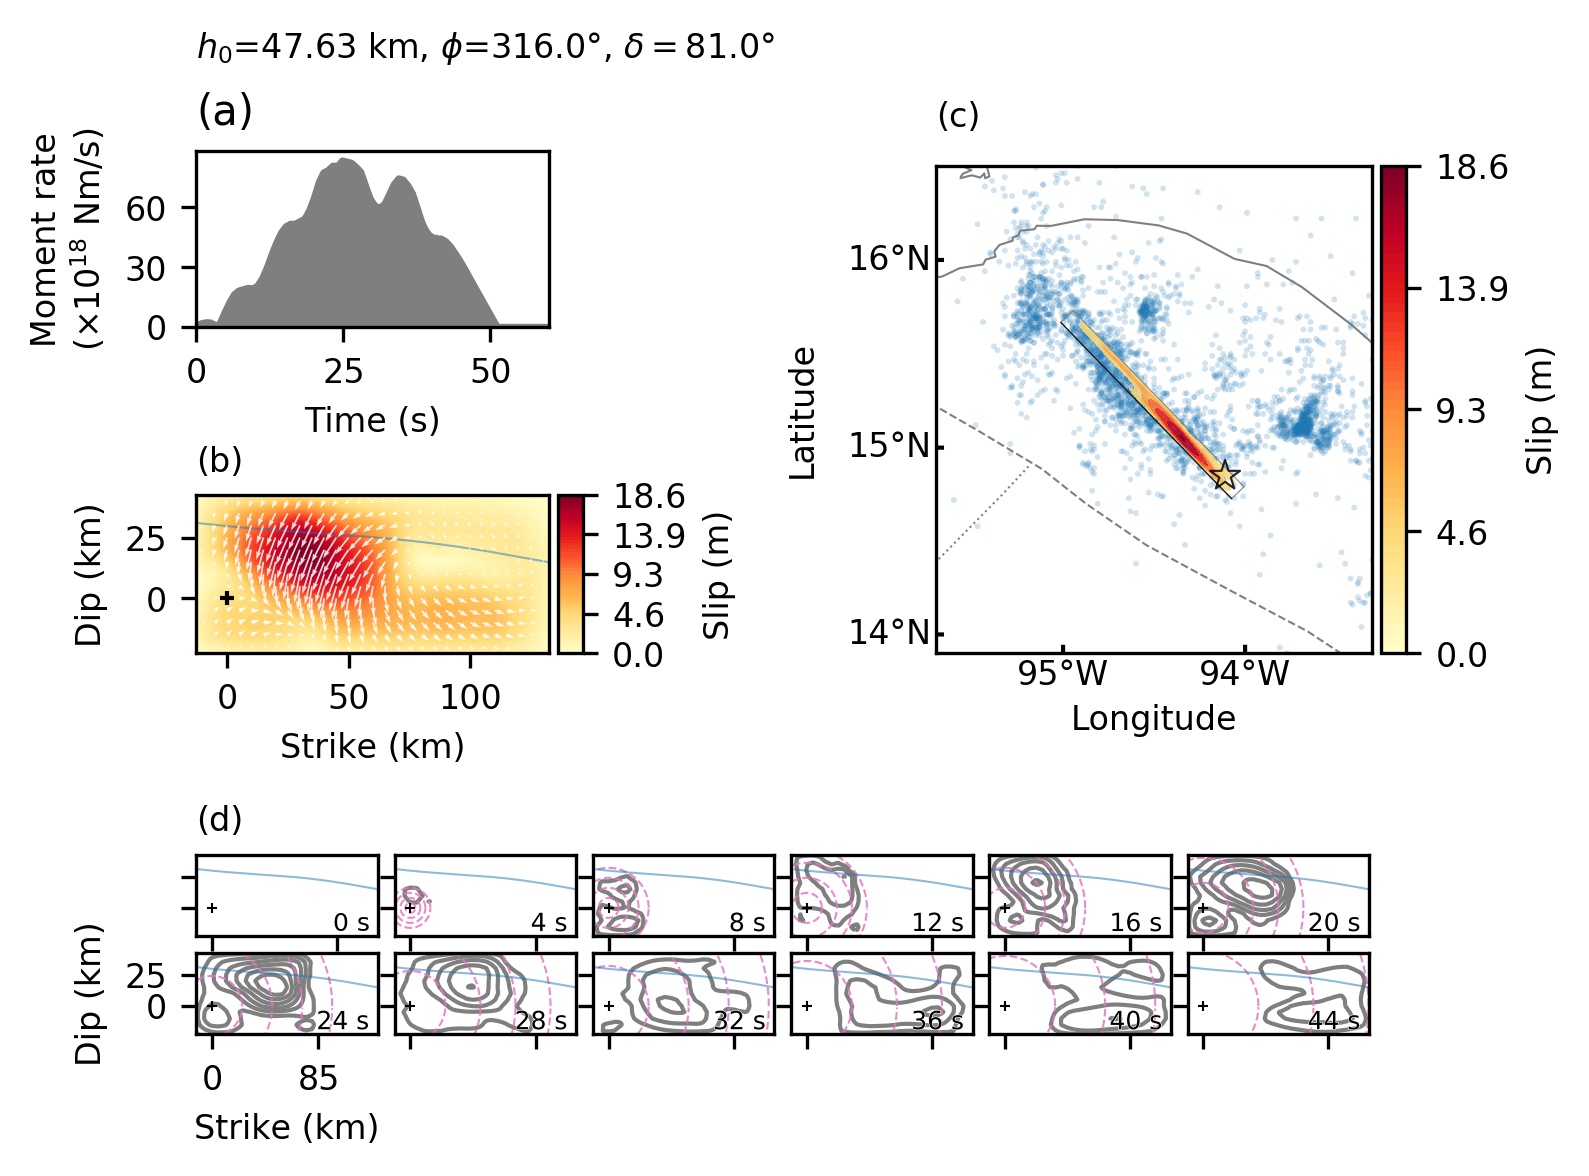 h₀=47.63 km, ϕ=316.0°, δ = 81.0°
(a)
Moment rate
(×10¹⁸ Nm/s)
60
30
0
0 25 50
Time (s)
(b)
Dip (km)
25
0
0 50 100
Strike (km)
18.6
13.9
9.3
4.6
0.0
Slip (m)
(c)
Latitude
16°N
15°N
14°N
95°W 94°W
Longitude
18.6
13.9
9.3
4.6
0.0
Slip (m)
(d)
0 s 4 s 8 s 12 s 16 s 20 s
24 s 28 s 32 s 36 s 40 s 44 s
Dip (km)
25
0
0 85
Strike (km)